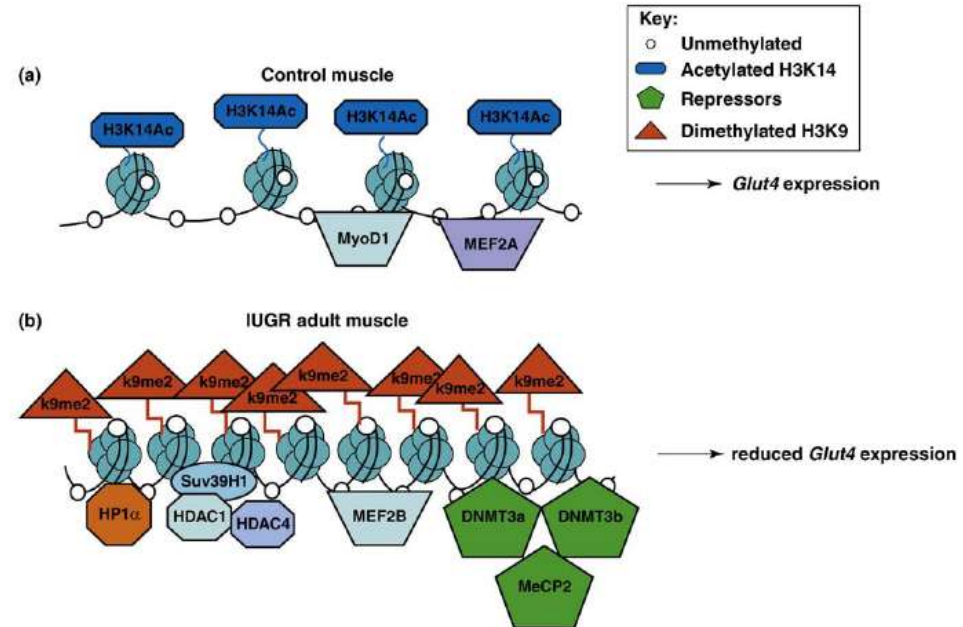 Key:
Unmethylated
Acetylated H3K14
Repressors
Dimethylated H3K9
(a)
Control muscle
H3K14Ac
H3K14Ac
H3K14Ac
H3K14Ac
Glut4 expression
MyoD1
MEF2A
(b)
IUGR adult muscle
k9me2
k9me2
k9me2
k9me2
k9me2
k9me2
k9me2
k9me2
reduced Glut4 expression
Suv39H1
HP1α
HDAC1
HDAC4
MEF2B
DNMT3a
DNMT3b
MeCP2